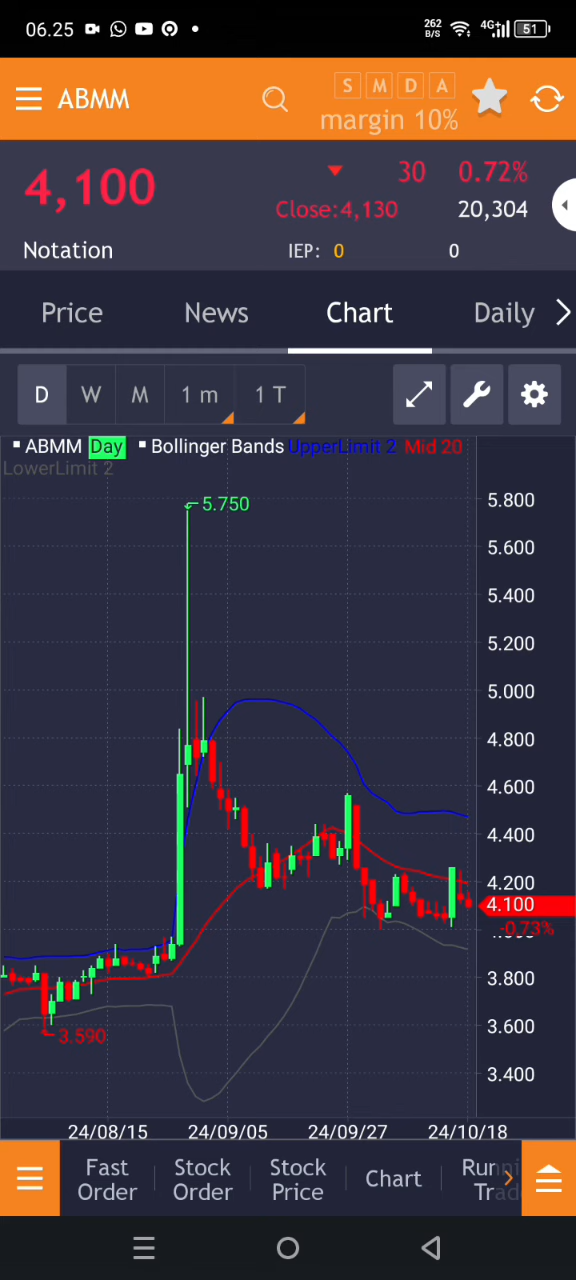 06.25 262 B/S 4G+ 51
ABMM S M D A
margin 10%
4,100 30 0.72%
Close:4,130 20,304
Notation IEP: 0 0
Price News Chart Daily
D W M 1 m 1 T
ABMM Day Bollinger Bands UpperLimit 2 Mid 20
LowerLimit 2
5.750
5.800
5.600
5.400
5.200
5.000
4.800
4.600
4.400
4.200
4.100
-0.73%
3.800
3.590
3.600
3.400
24/08/15 24/09/05 24/09/27 24/10/18
Fast Order
Stock Order
Stock Price
Chart